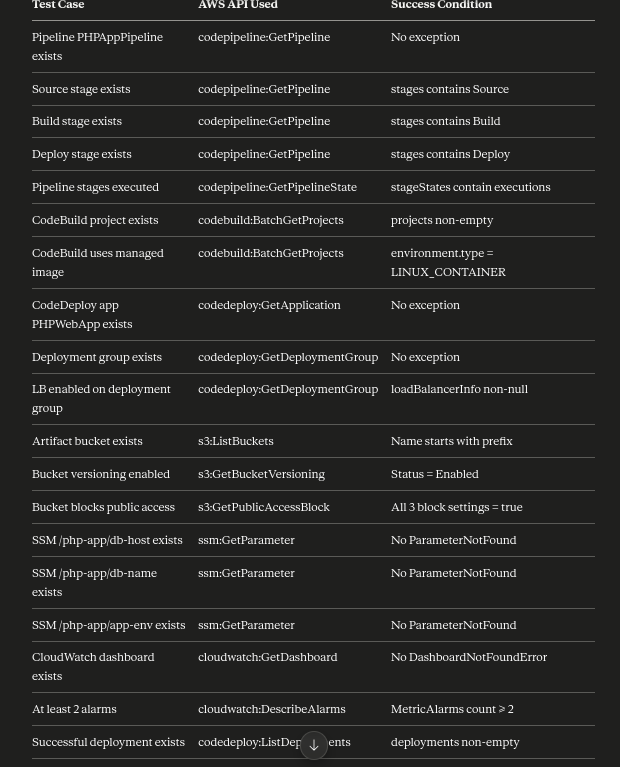 Test Case AWS API Used Success Condition
Pipeline PHPAppPipeline codepipeline:GetPipeline No exception
exists
Source stage exists codepipeline:GetPipeline stages contains Source
Build stage exists codepipeline:GetPipeline stages contains Build
Deploy stage exists codepipeline:GetPipeline stages contains Deploy
Pipeline stages executed codepipeline:GetPipelineState stageStates contain executions
CodeBuild project exists codebuild:BatchGetProjects projects non-empty
CodeBuild uses managed codebuild:BatchGetProjects environment.type =
image LINUX_CONTAINER
CodeDeploy app codedeploy:GetApplication No exception
PHPWebApp exists
Deployment group exists codedeploy:GetDeploymentGroup No exception
LB enabled on deployment codedeploy:GetDeploymentGroup loadBalancerInfo non-null
group
Artifact bucket exists s3:ListBuckets Name starts with prefix
Bucket versioning enabled s3:GetBucketVersioning Status = Enabled
Bucket blocks public access s3:GetPublicAccessBlock All 3 block settings = true
SSM /php-app/db-host exists ssm:GetParameter No ParameterNotFound
SSM /php-app/db-name ssm:GetParameter No ParameterNotFound
exists
SSM /php-app/app-env exists ssm:GetParameter No ParameterNotFound
CloudWatch dashboard cloudwatch:GetDashboard No DashboardNotFoundError
exists
At least 2 alarms cloudwatch:DescribeAlarms MetricAlarms count ≥ 2
Successful deployment exists deployments non-empty